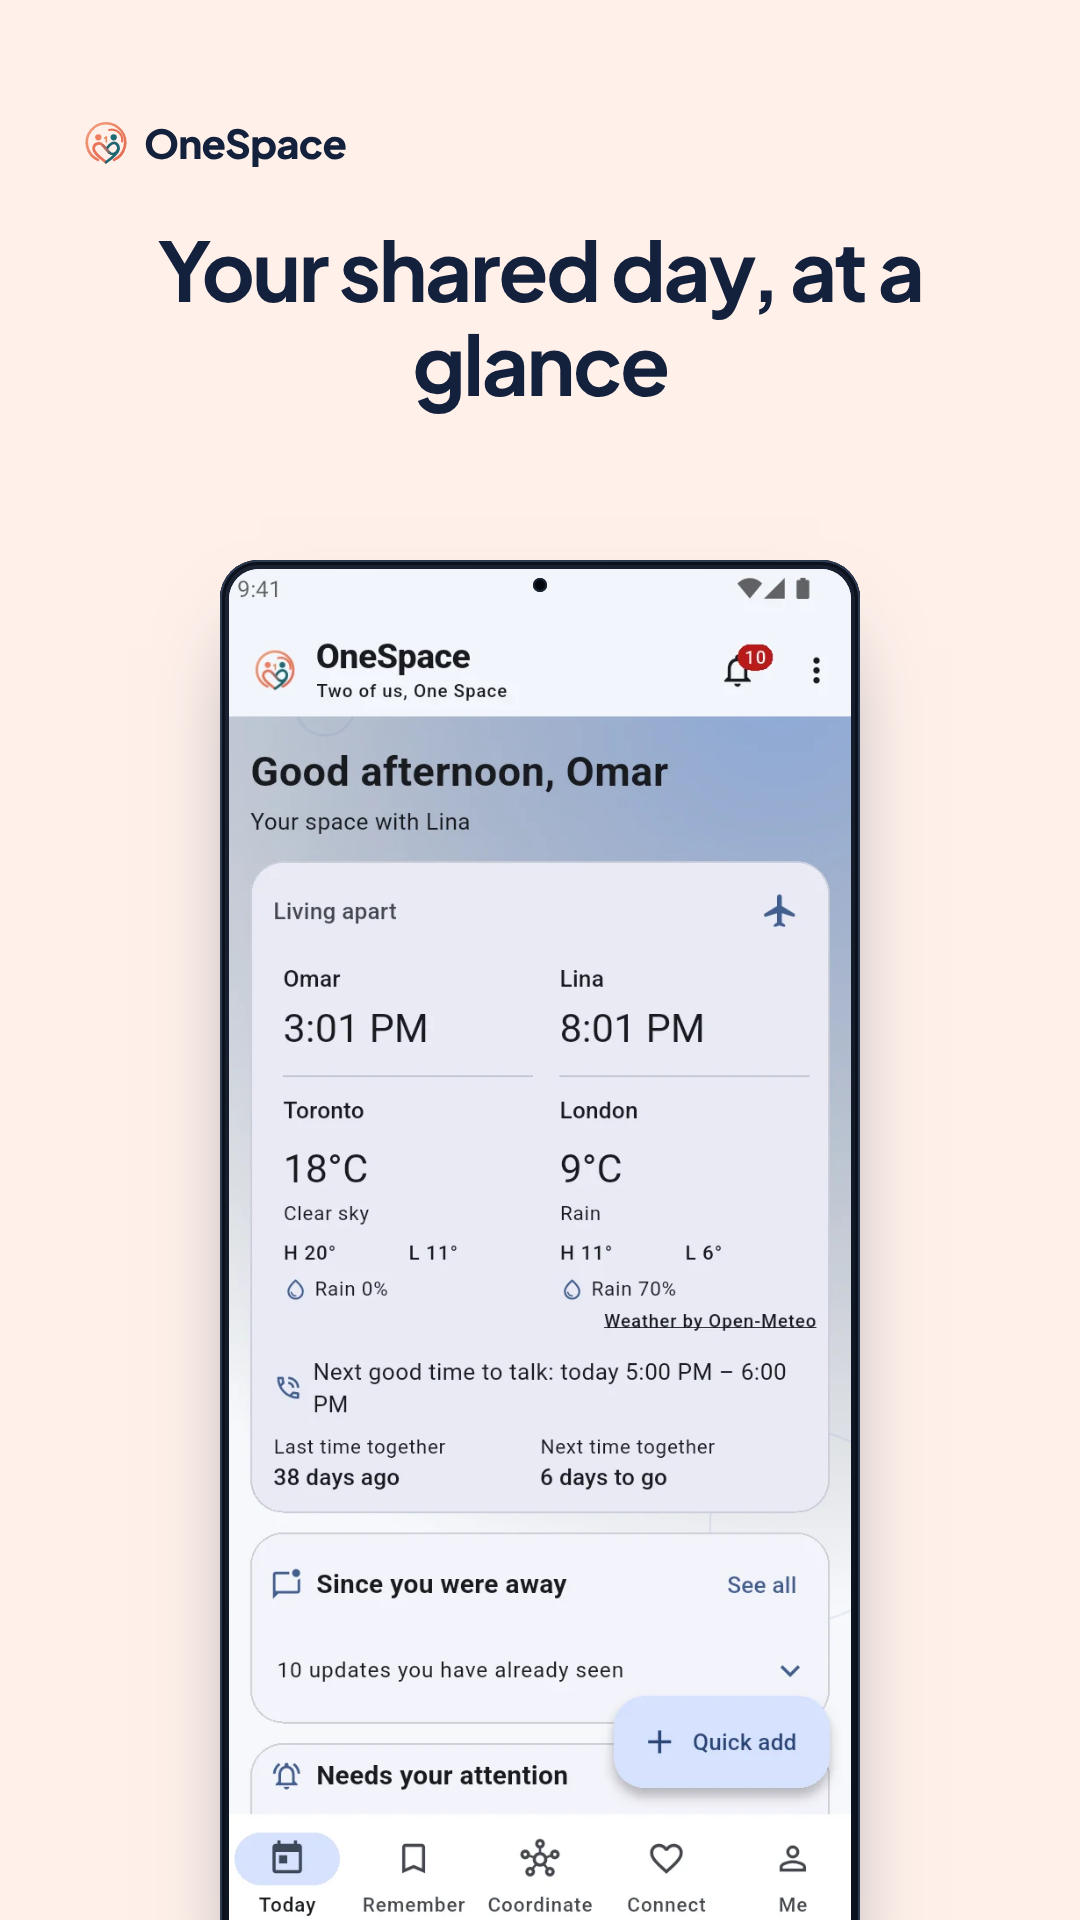 OneSpace
Your shared day, at a
glance
9:41
OneSpace
Two of us, One Space
10
Good afternoon, Omar
Your space with Lina
Living apart
Omar
Lina
3:01 PM
8:01 PM
Toronto
London
18°C
9°C
Clear sky
Rain
H 20°
L 11°
H 11°
L 6°
Rain 0%
Rain 70%
Weather by Open-Meteo
Next good time to talk: today 5:00 PM – 6:00
PM
Last time together
Next time together
38 days ago
6 days to go
Since you were away
See all
10 updates you have already seen
Quick add
Needs your attention
Today
Remember
Coordinate
Connect
Me